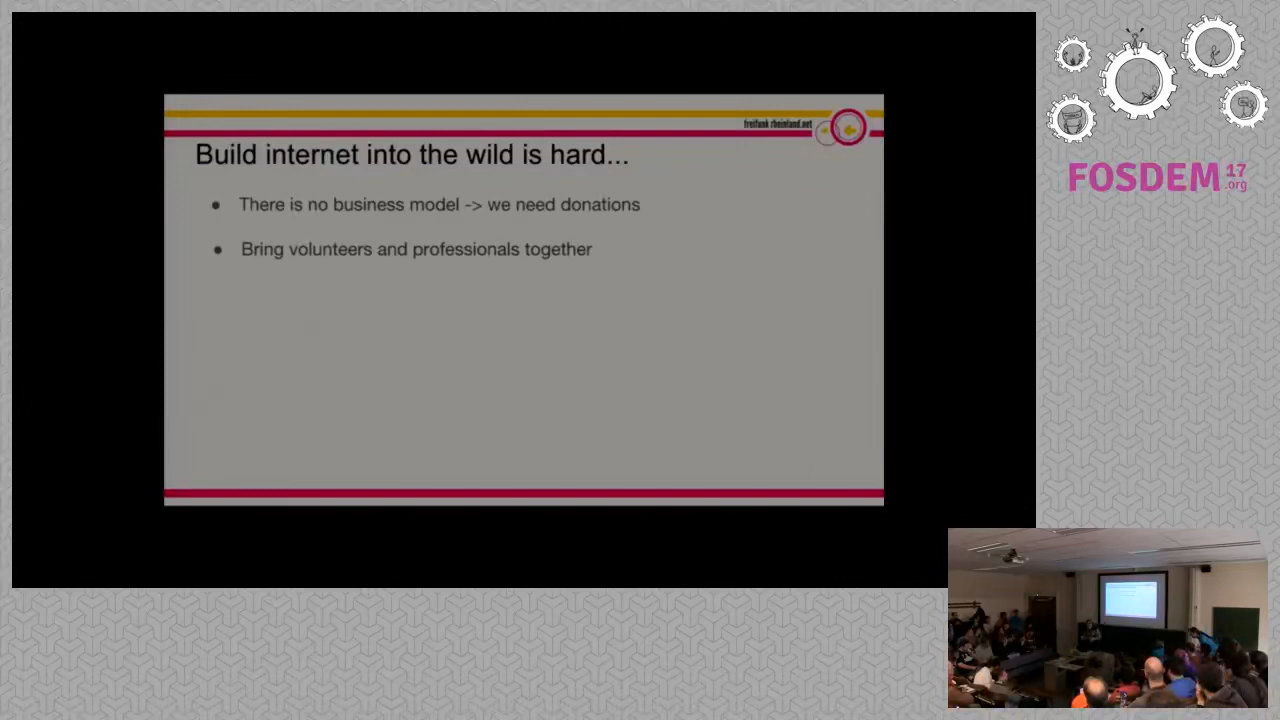 freifunk rheinland.net
Build internet into the wild is hard...
There is no business model -> we need donations
Bring volunteers and professionals together
FOSDEM 17
.org